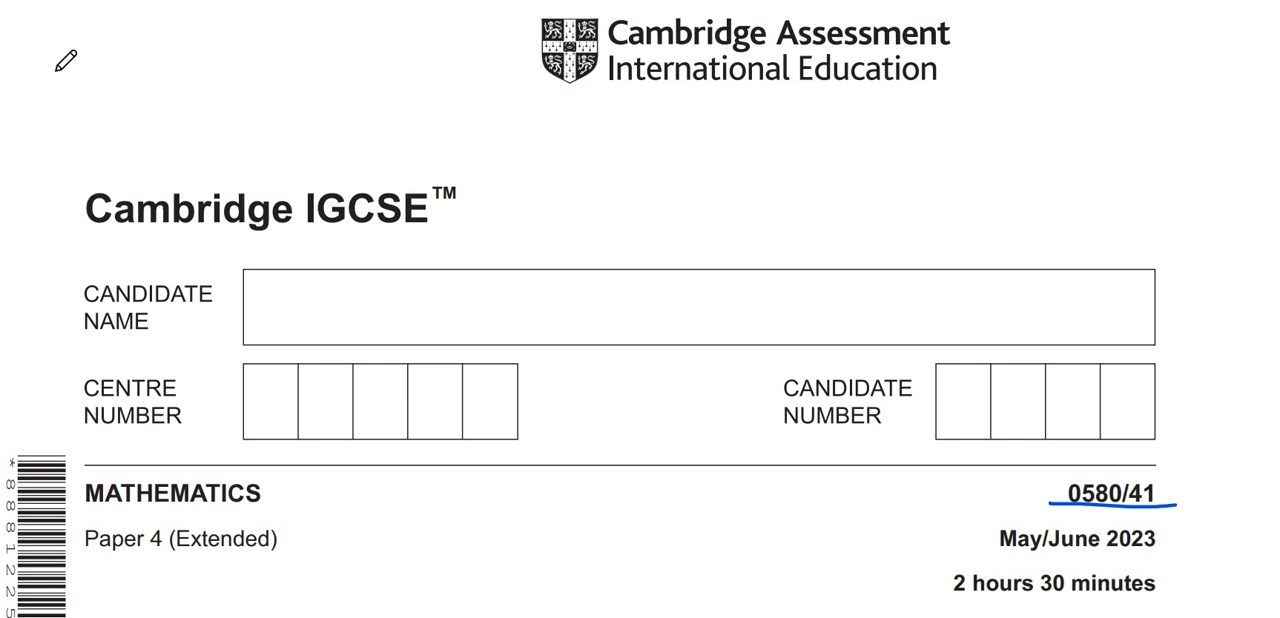 Cambridge Assessment
International Education
Cambridge IGCSE™
CANDIDATE
NAME
CENTRE
NUMBER
CANDIDATE
NUMBER
MATHEMATICS
0580/41
Paper 4 (Extended)
May/June 2023
2 hours 30 minutes
*8881225